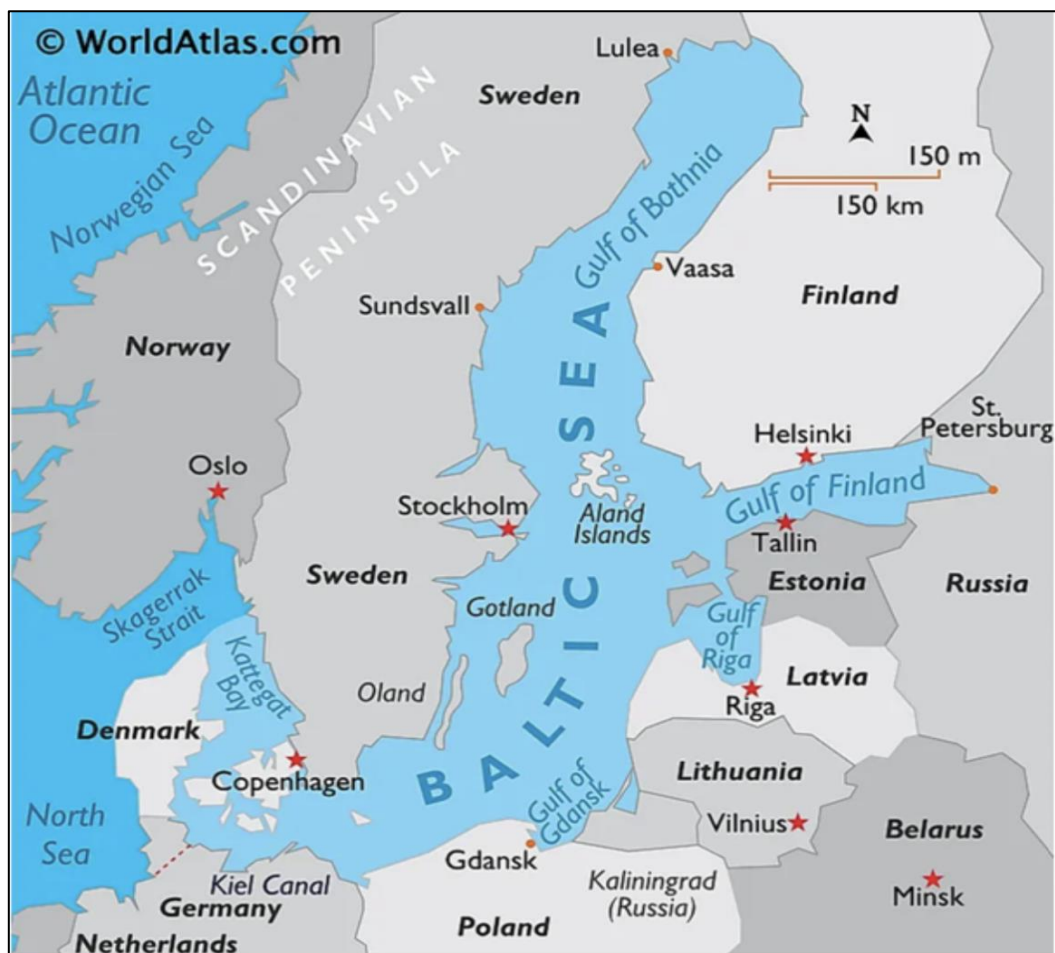 © WorldAtlas.com
Atlantic
Ocean
Norwegian Sea
SCANDINAVIAN
PENINSULA
Sweden
Lulea
N
150 m
150 km
Gulf of Bothnia
Vaasa
Finland
Sundsvall
Norway
BALTIC SEA
Oslo
Helsinki
St.
Petersburg
Stockholm
Aland
Islands
Gulf of Finland
Tallin
Estonia
Russia
Sweden
Skagerrak
Strait
Gotland
Gulf
of
Riga
Kattegat
Bay
Oland
Latvia
Riga
Denmark
Copenhagen
Lithuania
Gulf of
Gdansk
North
Sea
Vilnius
Belarus
Gdansk
Kiel Canal
Kaliningrad
(Russia)
Minsk
Germany
Poland
Netherlands